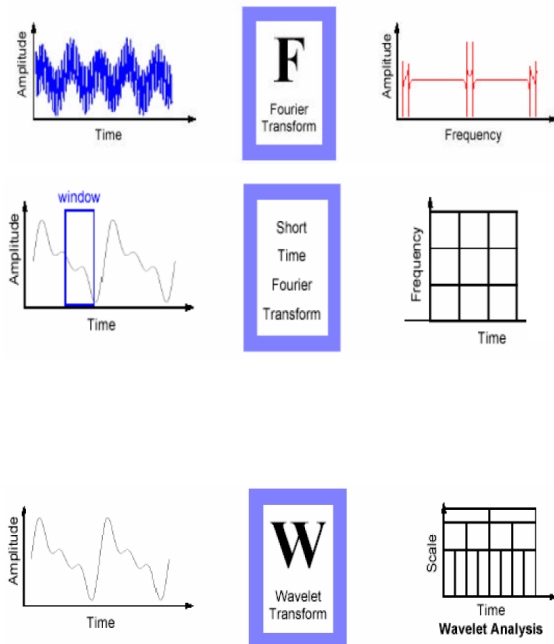 Amplitude
Time
F
Fourier
Transform
Amplitude
Frequency
window
Amplitude
Time
Short
Time
Fourier
Transform
Frequency
Time
Amplitude
Time
W
Wavelet
Transform
Scale
Time
Wavelet Analysis